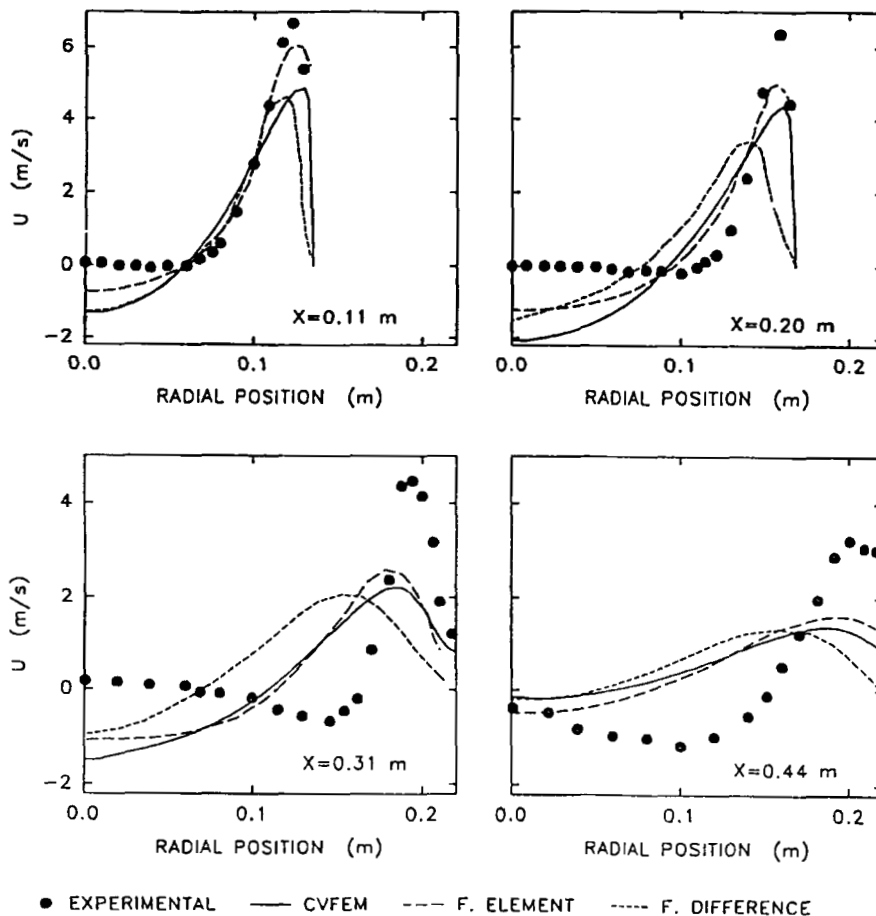 6
4
2
0
−2
U (m/s)
X=0.11 m
0.0
0.1
0.2
RADIAL POSITION (m)
X=0.20 m
0.0
0.1
0.2
RADIAL POSITION (m)
4
2
0
−2
U (m/s)
X=0.31 m
0.0
0.1
0.2
RADIAL POSITION (m)
X=0.44 m
0.0
0.1
0.2
RADIAL POSITION (m)
EXPERIMENTAL CVFEM F. ELEMENT F. DIFFERENCE